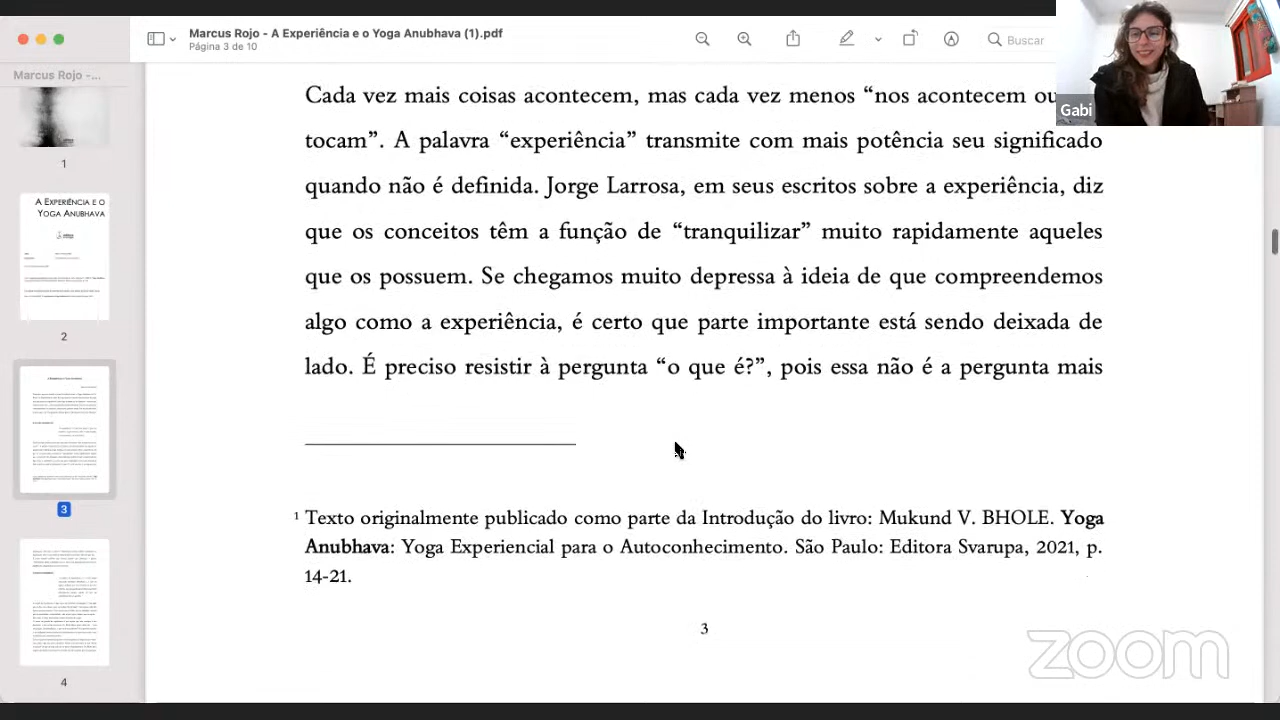 Marcus Rojo - A Experiência e o Yoga Anubhava (1).pdf
Página 3 de 10
Buscar
Gabi
Marcus Rojo -...
1
A EXPERIÊNCIA E O
YOGA ANUBHAVA
2
3
4
Cada vez mais coisas acontecem, mas cada vez menos “nos acontecem ou
tocam”. A palavra “experiência” transmite com mais potência seu significado
quando não é definida. Jorge Larrosa, em seus escritos sobre a experiência, diz
que os conceitos têm a função de “tranquilizar” muito rapidamente aqueles
que os possuem. Se chegamos muito depressa à ideia de que compreendemos
algo como a experiência, é certo que parte importante está sendo deixada de
lado. É preciso resistir à pergunta “o que é?”, pois essa não é a pergunta mais
¹ Texto originalmente publicado como parte da Introdução do livro: Mukund V. BHOLE. Yoga
Anubhava: Yoga Experiencial para o Autoconhecimento. São Paulo: Editora Svarupa, 2021, p.
14-21.
3
zoom